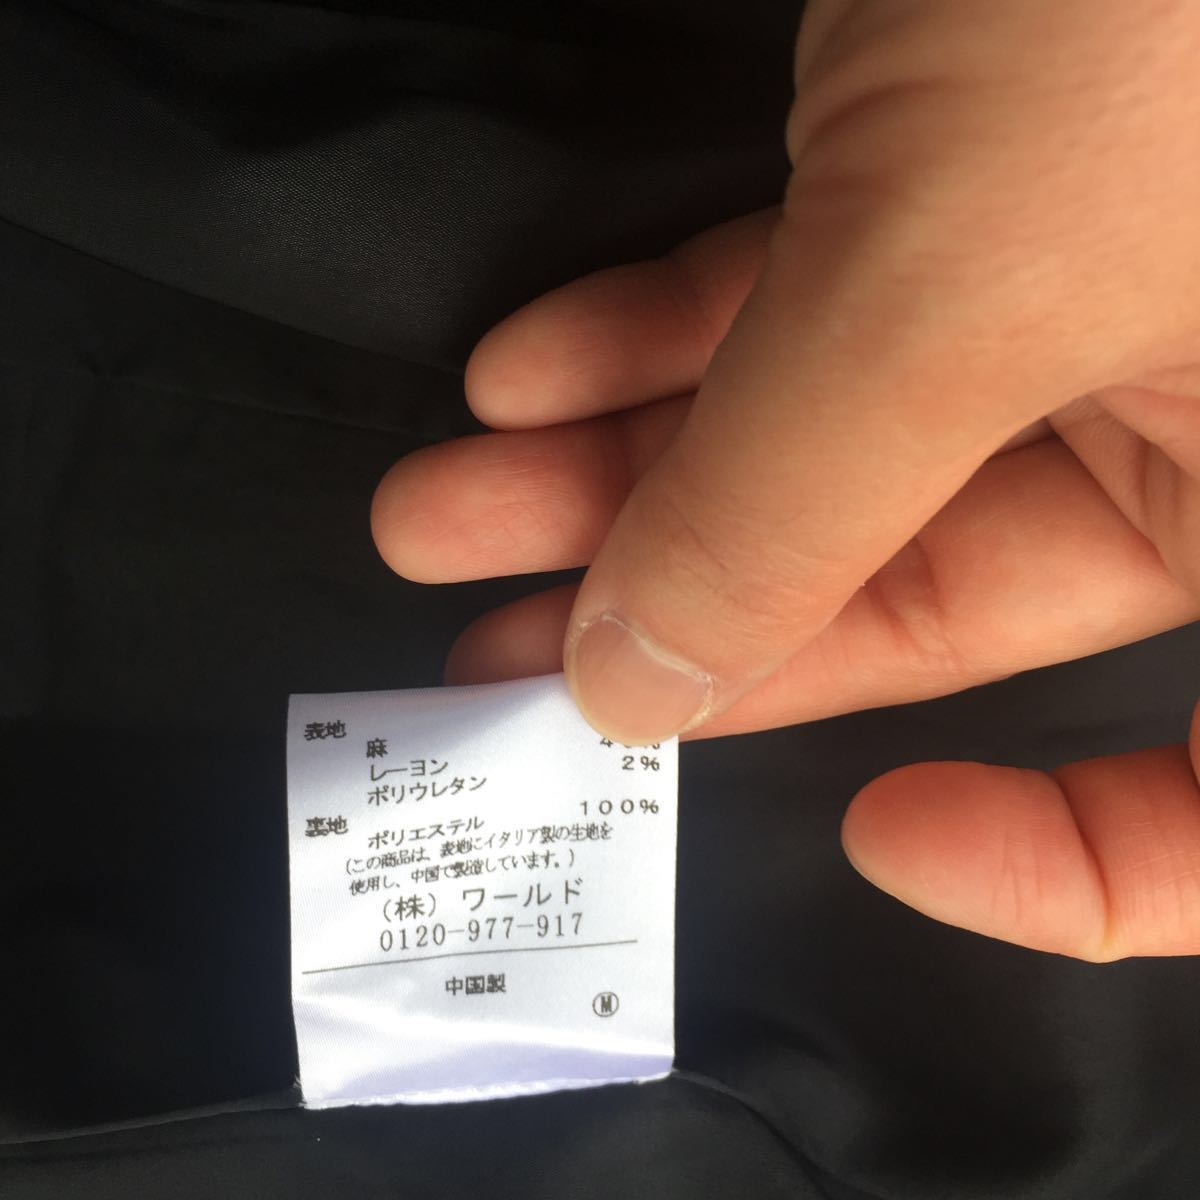 表地
麻
レーヨン 2%
ポリウレタン
裏地 100%
ポリエステル
(この商品は、表地にイタリア製の生地を
使用し、中国で製造しています。)
(株) ワールド
0120-977-917
中国製
Ⓜ